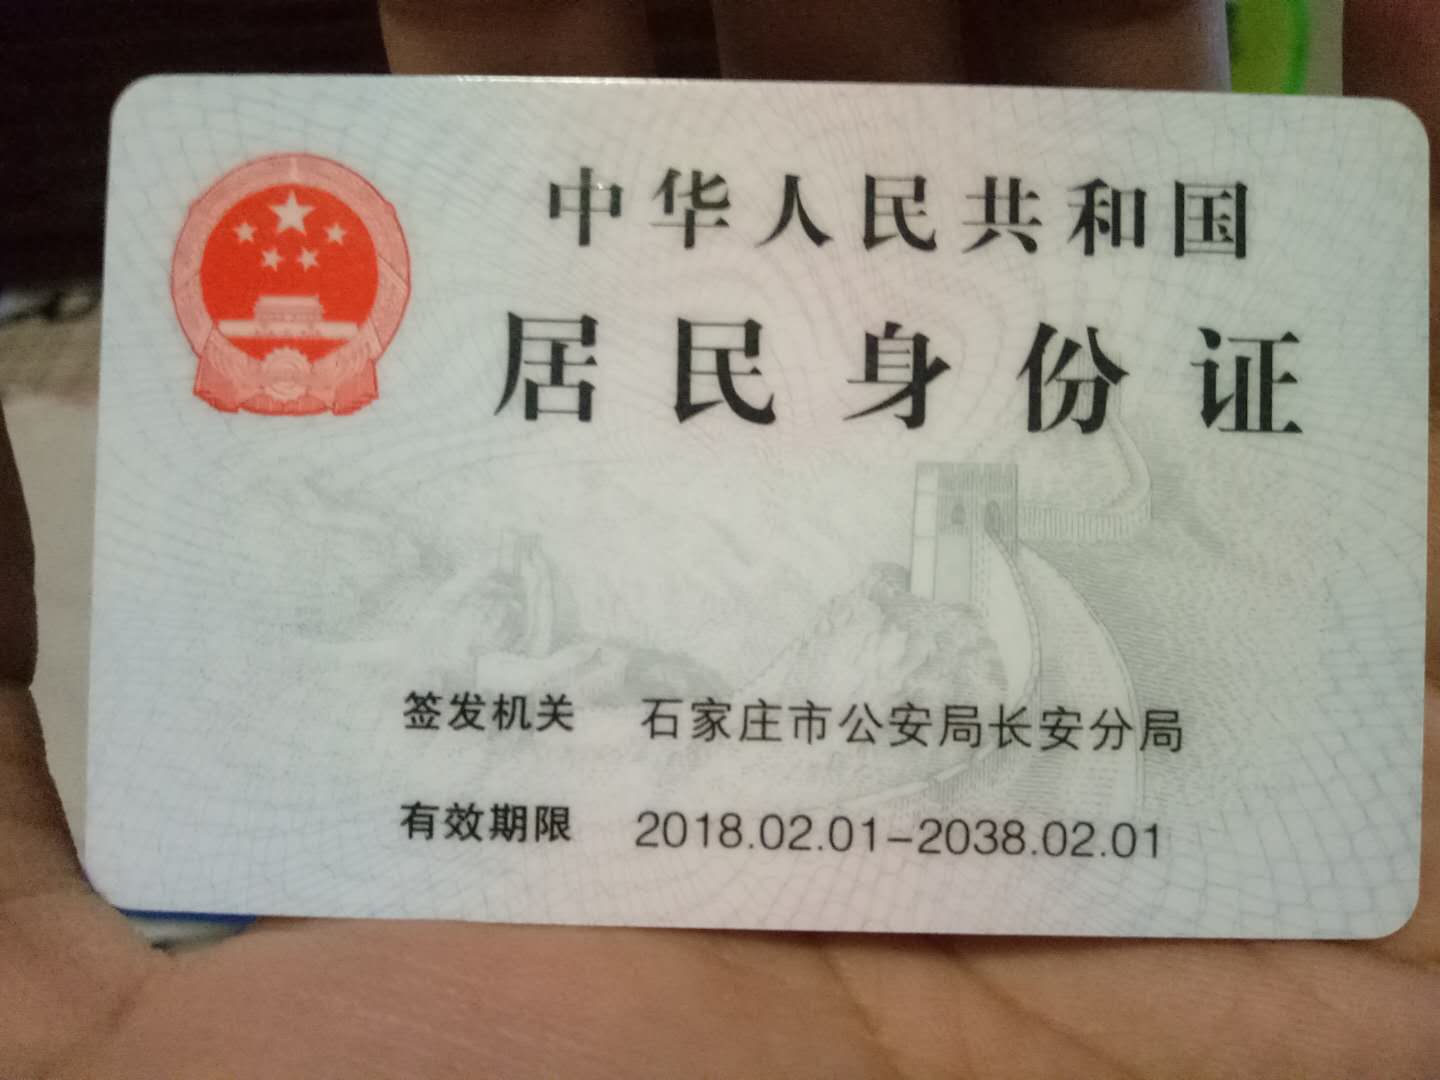 中华人民共和国
居民身份证
签发机关 石家庄市公安局长安分局
有效期限 2018.02.01-2038.02.01